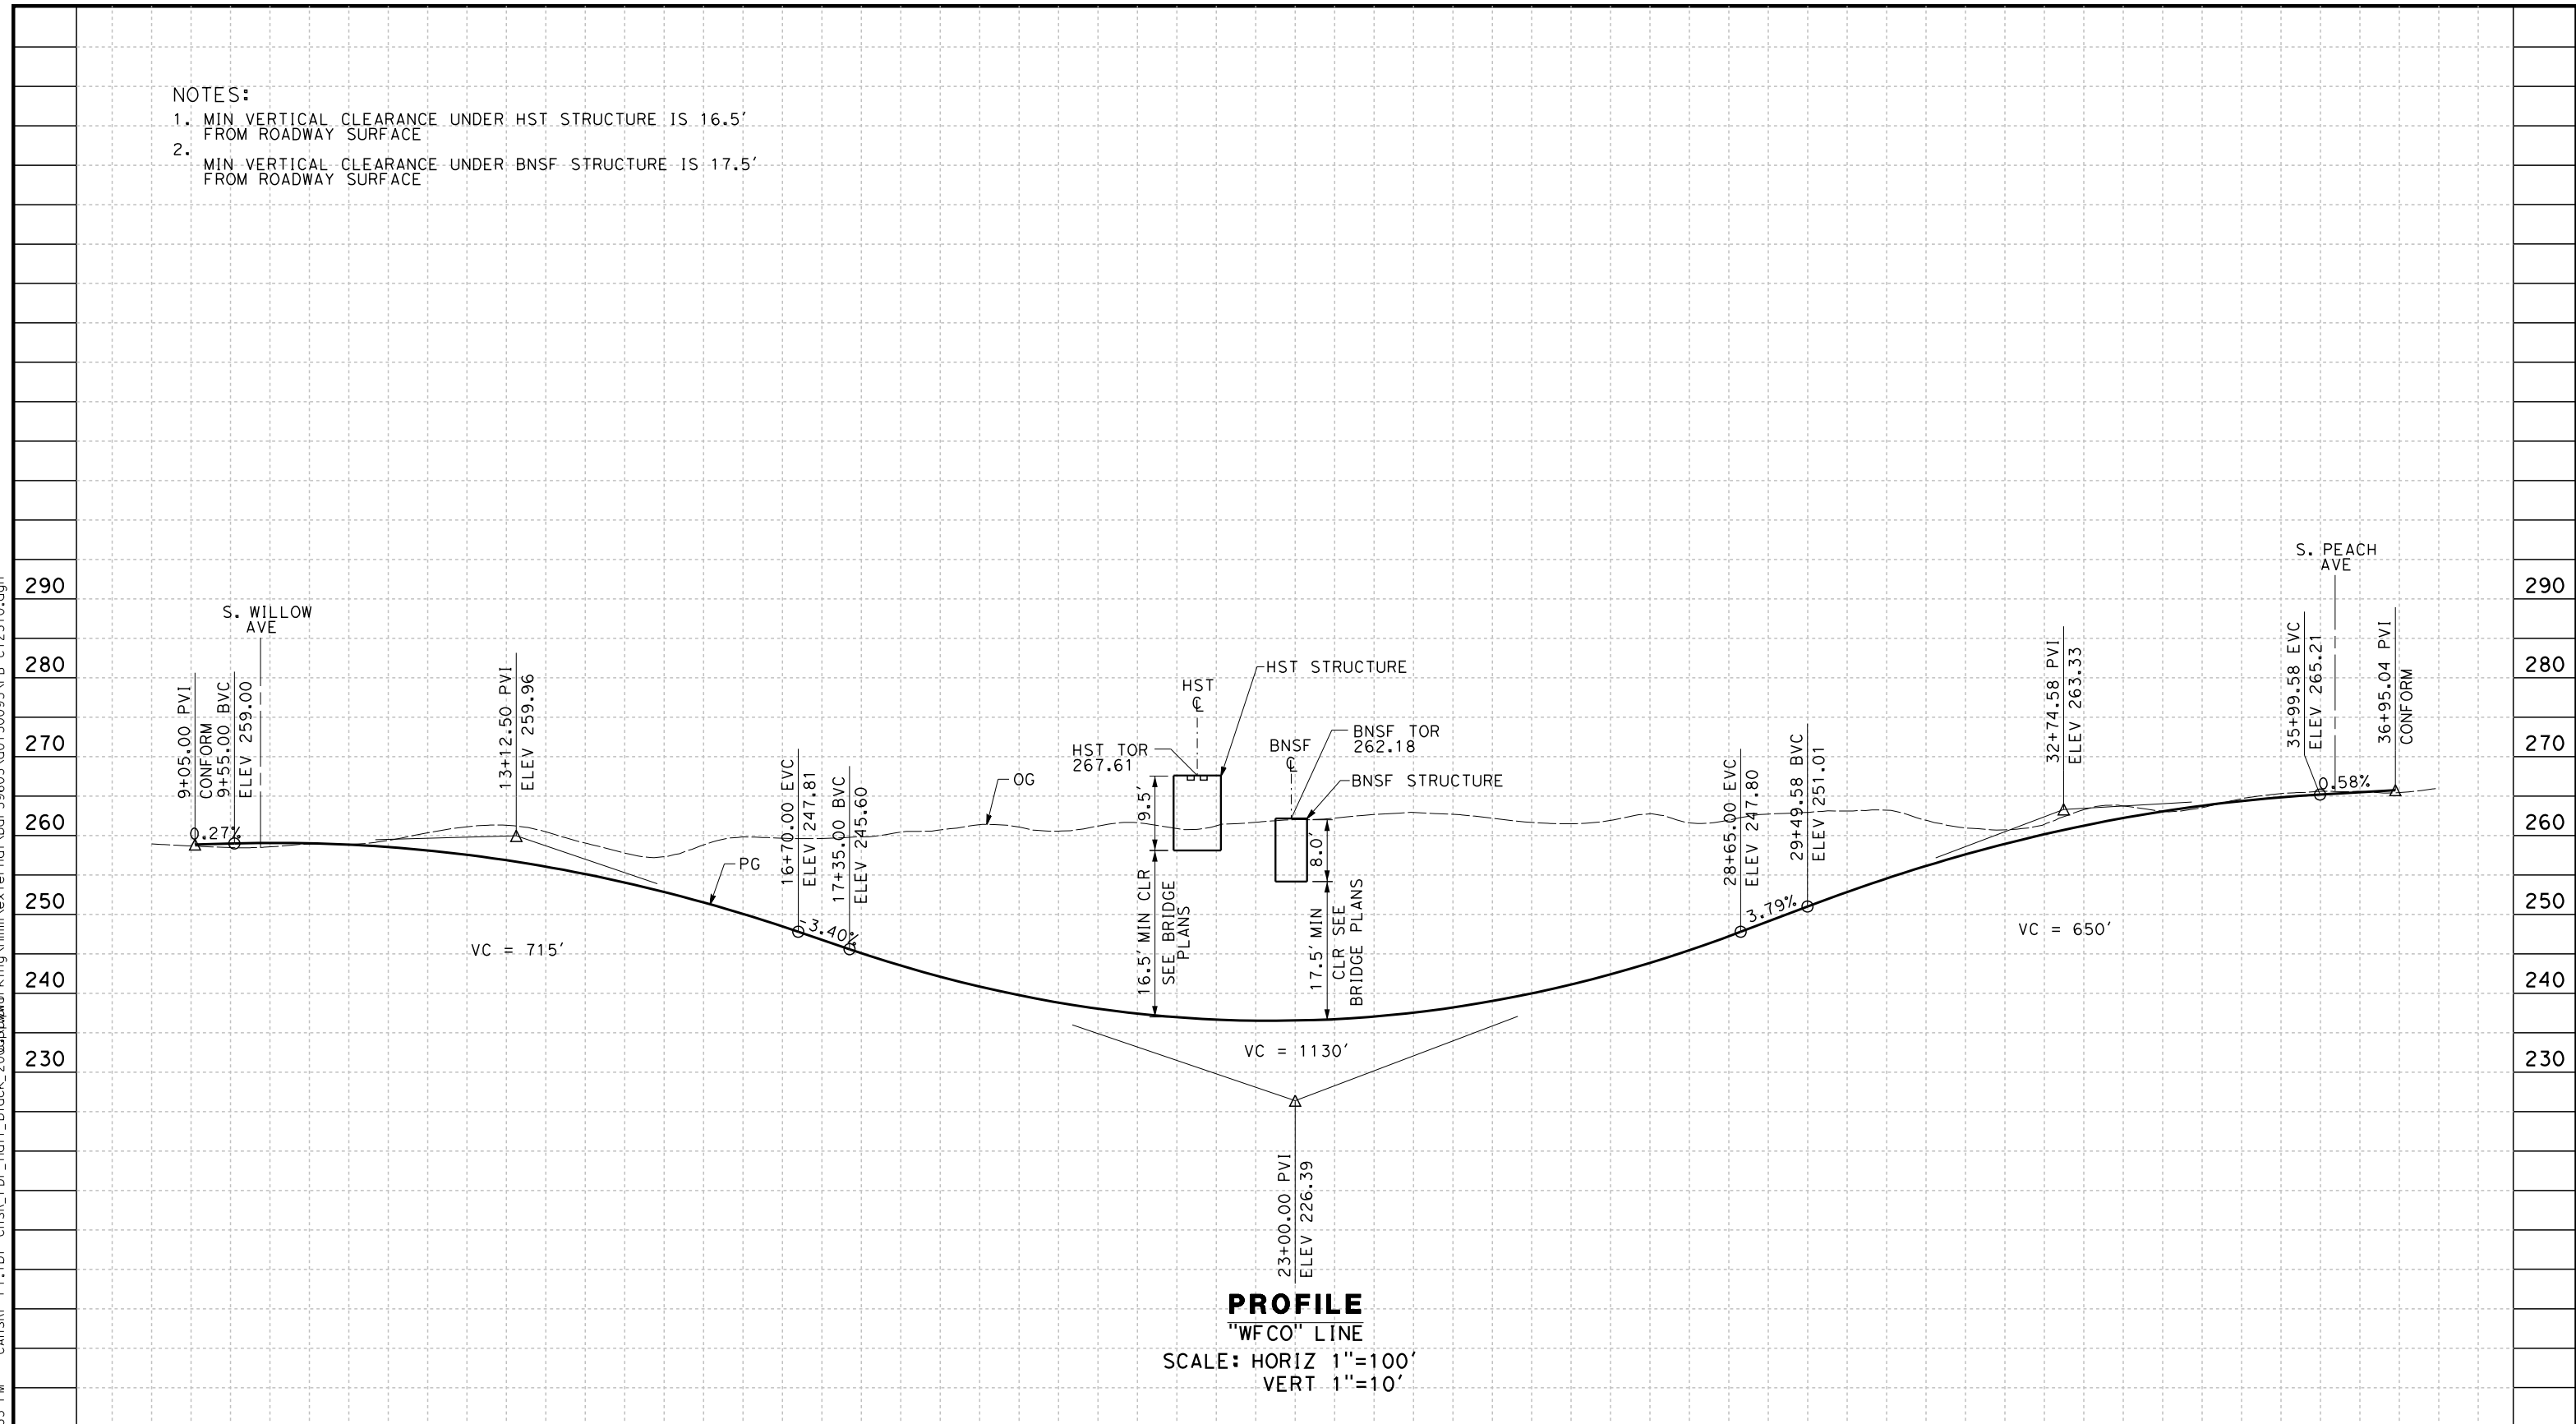 NOTES:
1. MIN VERTICAL CLEARANCE UNDER HST STRUCTURE IS 16.5'
FROM ROADWAY SURFACE
2.
MIN VERTICAL CLEARANCE UNDER BNSF STRUCTURE IS 17.5'
FROM ROADWAY SURFACE
290
280
270
260
250
240
230
S. WILLOW
AVE
9+05.00 PVI
CONFORM
9+55.00 BVC
ELEV 259.00
0.27%
13+12.50 PVI
ELEV 259.96
VC = 715'
PG
16+70.00 EVC
ELEV 247.81
-3.40%
17+35.00 BVC
ELEV 245.60
OG
HST
℄
HST STRUCTURE
HST TOR
267.61
9.5'
16.5' MIN CLR
SEE BRIDGE
PLANS
BNSF
℄
BNSF TOR
262.18
BNSF STRUCTURE
8.0'
17.5' MIN
CLR SEE
BRIDGE PLANS
VC = 1130'
23+00.00 PVI
ELEV 226.39
28+65.00 EVC
ELEV 247.80
3.79%
29+49.58 BVC
ELEV 251.01
32+74.58 PVI
ELEV 263.33
VC = 650'
S. PEACH
AVE
35+99.58 EVC
ELEV 265.21
0.58%
36+95.04 PVI
CONFORM
290
280
270
260
250
240
230
PROFILE
"WFCO" LINE
SCALE: HORIZ 1"=100'
VERT 1"=10'